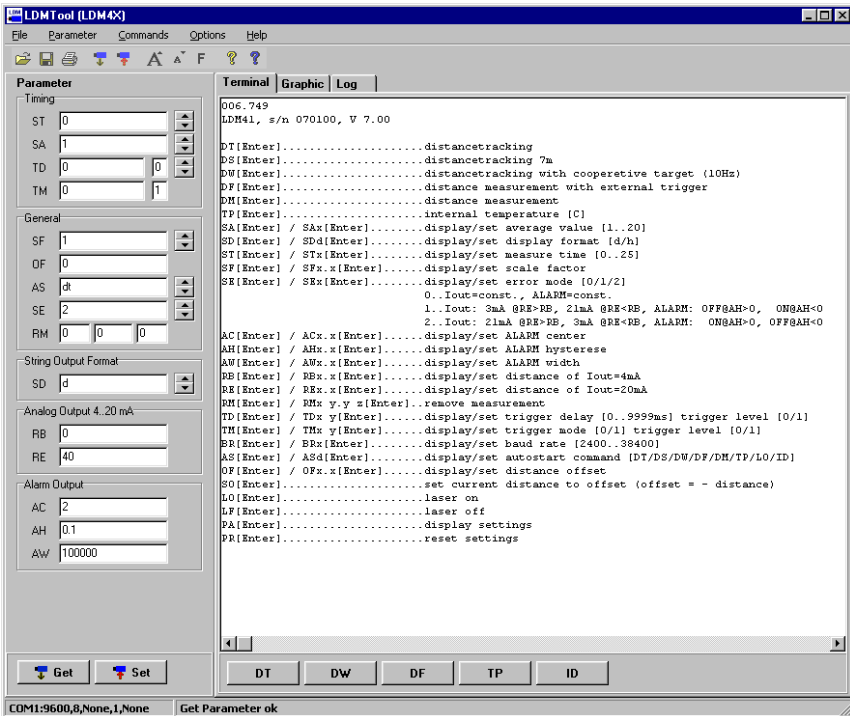 LDMTool (LDM4X)
File Parameter Commands Options Help
A A F ? ?
Parameter
Timing
ST 0
SA 1
TD 0 0
TM 0 1
General
SF 1
OF 0
AS dt
SE 2
RM 0 0 0
String Output Format
SD d
Analog Output 4..20 mA
RB 0
RE 40
Alarm Output
AC 2
AH 0.1
AW 100000
Get Set
Terminal Graphic Log
006.749
LDM41, s/n 070100, V 7.00
DT[Enter].....................distancetracking
DS[Enter].....................distancetracking 7m
DW[Enter].....................distancetracking with cooperetive target (10Hz)
DF[Enter].....................distance measurement with external trigger
DM[Enter].....................distance measurement
TP[Enter].....................internal temperature [C]
SA[Enter] / SAx[Enter]........display/set average value [1..20]
SD[Enter] / SDd[Enter]........display/set display format [d/h]
ST[Enter] / STx[Enter]........display/set measure time [0..25]
SF[Enter] / SFx.x[Enter]......display/set scale factor
SE[Enter] / SEx[Enter]........display/set error mode [0/1/2]
0..Iout=const., ALARM=const.
1..Iout: 3mA @RE>RB, 21mA @RE<RB, ALARM: OFF@AH>0, ON@AH<0
2..Iout: 21mA @RE>RB, 3mA @RE<RB, ALARM: ON@AH>0, OFF@AH<0
AC[Enter] / ACx.x[Enter]......display/set ALARM center
AH[Enter] / AHx.x[Enter]......display/set ALARM hysterese
AW[Enter] / AWx.x[Enter]......display/set ALARM width
RB[Enter] / RBx.x[Enter]......display/set distance of Iout=4mA
RE[Enter] / REx.x[Enter]......display/set distance of Iout=20mA
RM[Enter] / RMx y.y z[Enter]..remove measurement
TD[Enter] / TDx y[Enter]......display/set trigger delay [0..9999ms] trigger level [0/1]
TM[Enter] / TMx y[Enter]......display/set trigger mode [0/1] trigger level [0/1]
BR[Enter] / BRx[Enter]........display/set baud rate [2400..38400]
AS[Enter] / ASd[Enter]........display/set autostart command [DT/DS/DW/DF/DM/TP/LO/ID]
OF[Enter] / OFx.x[Enter]......display/set distance offset
SO[Enter].....................set current distance to offset (offset = - distance)
LO[Enter].....................laser on
LF[Enter].....................laser off
PA[Enter].....................display settings
PR[Enter].....................reset settings
DT DW DF TP ID
COM1:9600,8,None,1,None Get Parameter ok